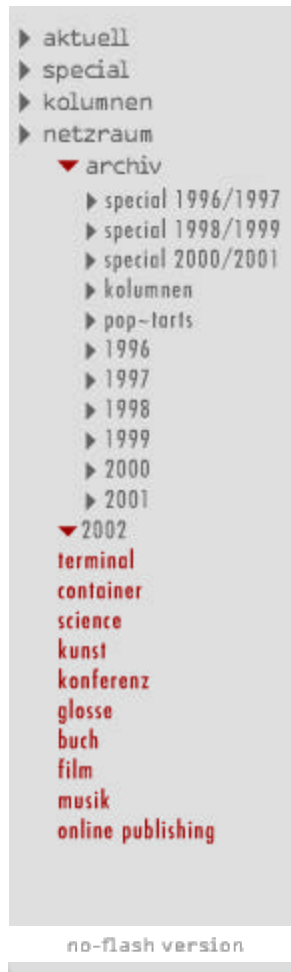 aktuell
special
kolumnen
netzraum
archiv
special 1996/1997
special 1998/1999
special 2000/2001
kolumnen
pop~tarts
1996
1997
1998
1999
2000
2001
2002
terminal
container
science
kunst
konferenz
glosse
buch
film
musik
online publishing
no-flash version